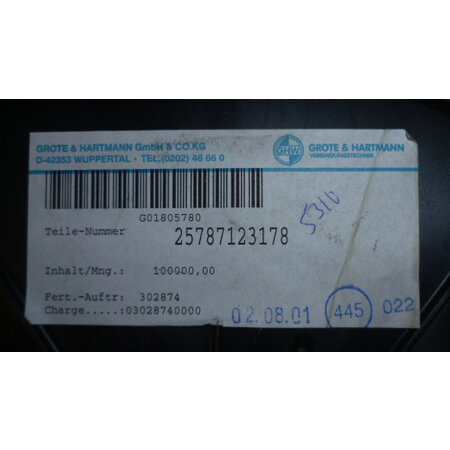 GROTE & HARTMANN GmbH & CO.KG
D-42353 WUPPERTAL · TEL.(0202) 46 66 0
GHW
GROTE & HARTMANN
VERBINDUNGSTECHNIK
G01805780
5316
Teile-Nummer 25787123178
Inhalt/Mng.: 100000,00
Fert.-Auftr: 302874
Charge.....:03028740000
02.08.01 445 022